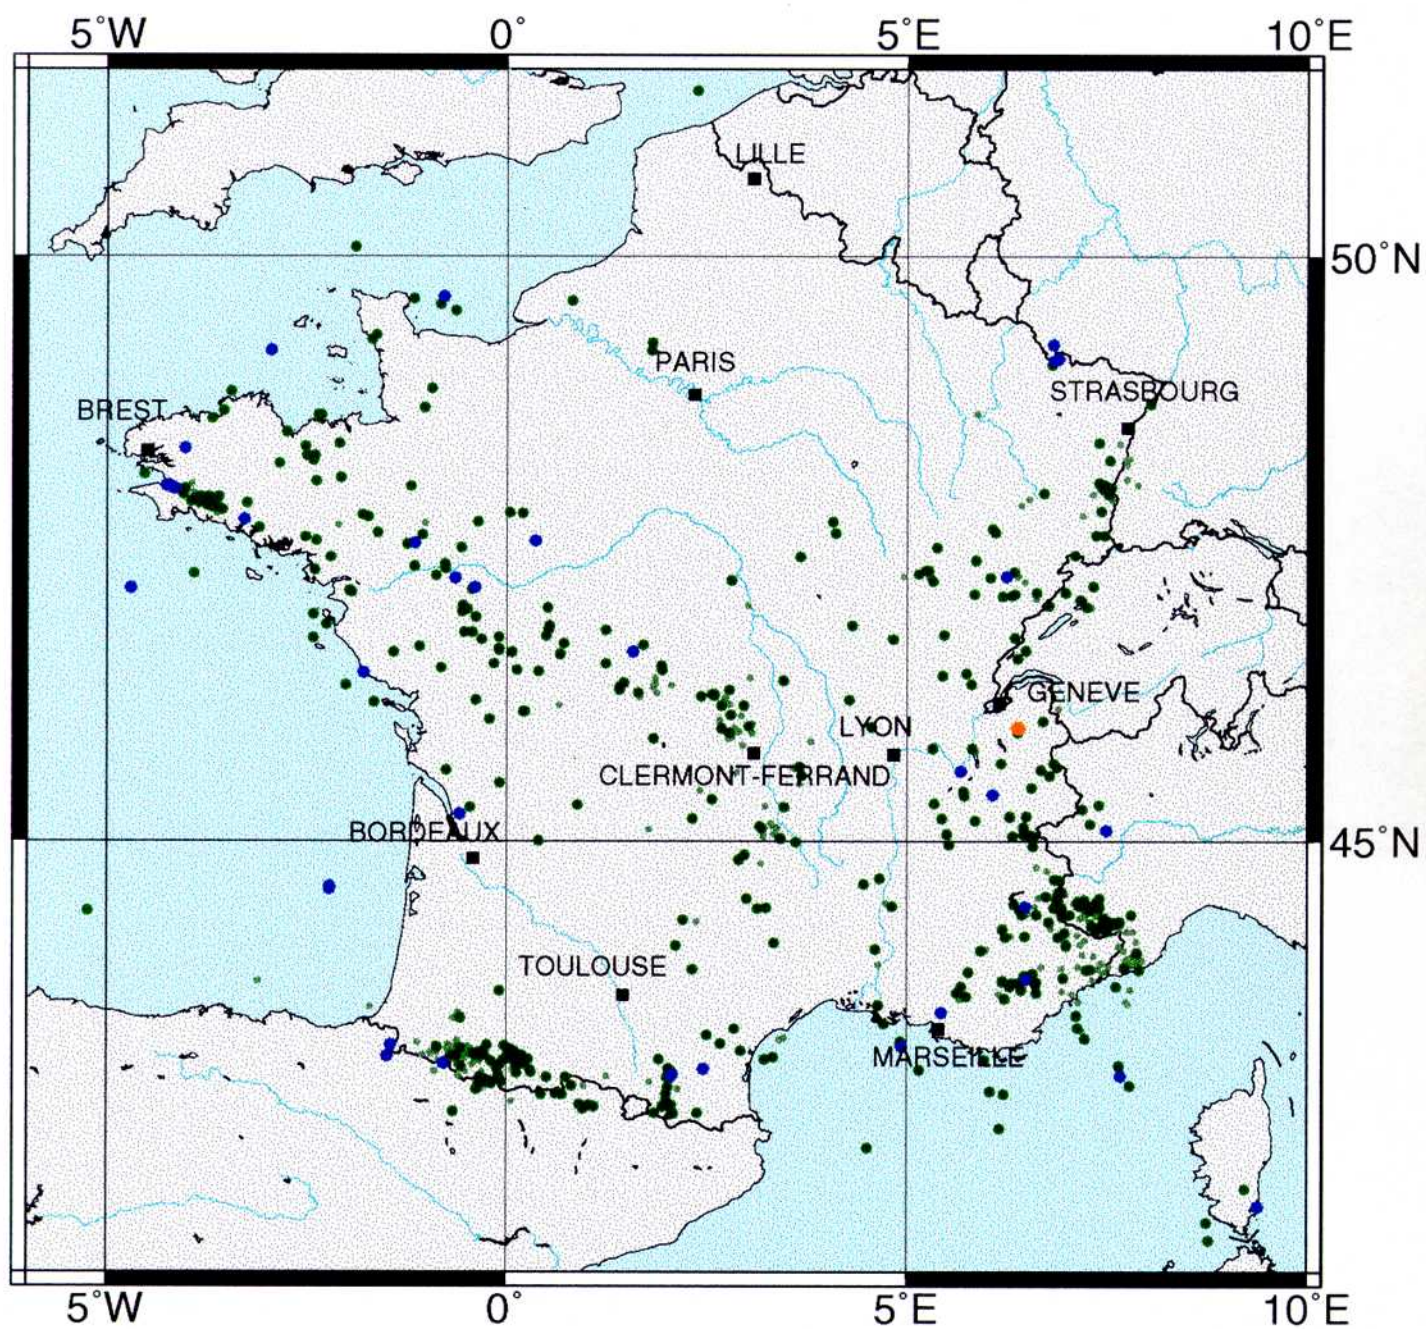 5°W 0° 5°E 10°E
LILLE
50°N
PARIS
STRASBOURG
BREST
GENEVE
LYON
CLERMONT-FERRAND
BORDEAUX
45°N
TOULOUSE
MARSEILLE
5°W 0° 5°E 10°E